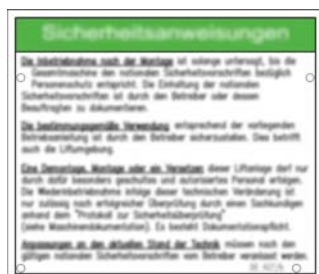 Sicherheitsanweisungen
Die Inbetriebnahme nach der Montage ist solange untersagt, bis die
Gesamtmaschine den nationalen Sicherheitsvorschriften bezüglich
Personenschutz entspricht. Die Einhaltung der nationalen
Sicherheitsvorschriften ist durch den Betreiber oder dessen
Beauftragten zu dokumentieren.
Die bestimmungsgemäße Verwendung entsprechend der vorliegenden
Betriebsanleitung ist durch den Betreiber sicherzustellen. Dies betrifft
auch die Liftumgebung.
Eine Demontage, Montage oder ein Versetzen dieser Liftanlage darf nur
durch dafür besonders geschultes und autorisiertes Personal erfolgen.
Die Wiederinbetriebnahme infolge dieser technischen Veränderung ist
nur zulässig nach erfolgreicher Überprüfung durch einen Sachkundigen
anhand dem "Protokoll zur Sicherheitsüberprüfung"
(siehe Maschinendokumentation). Es besteht Dokumentationspflicht.
Anpassungen an den aktuellen Stand der Technik müssen nach den
gültigen nationalen Sicherheitsvorschriften vom Betreiber veranlasst werden.